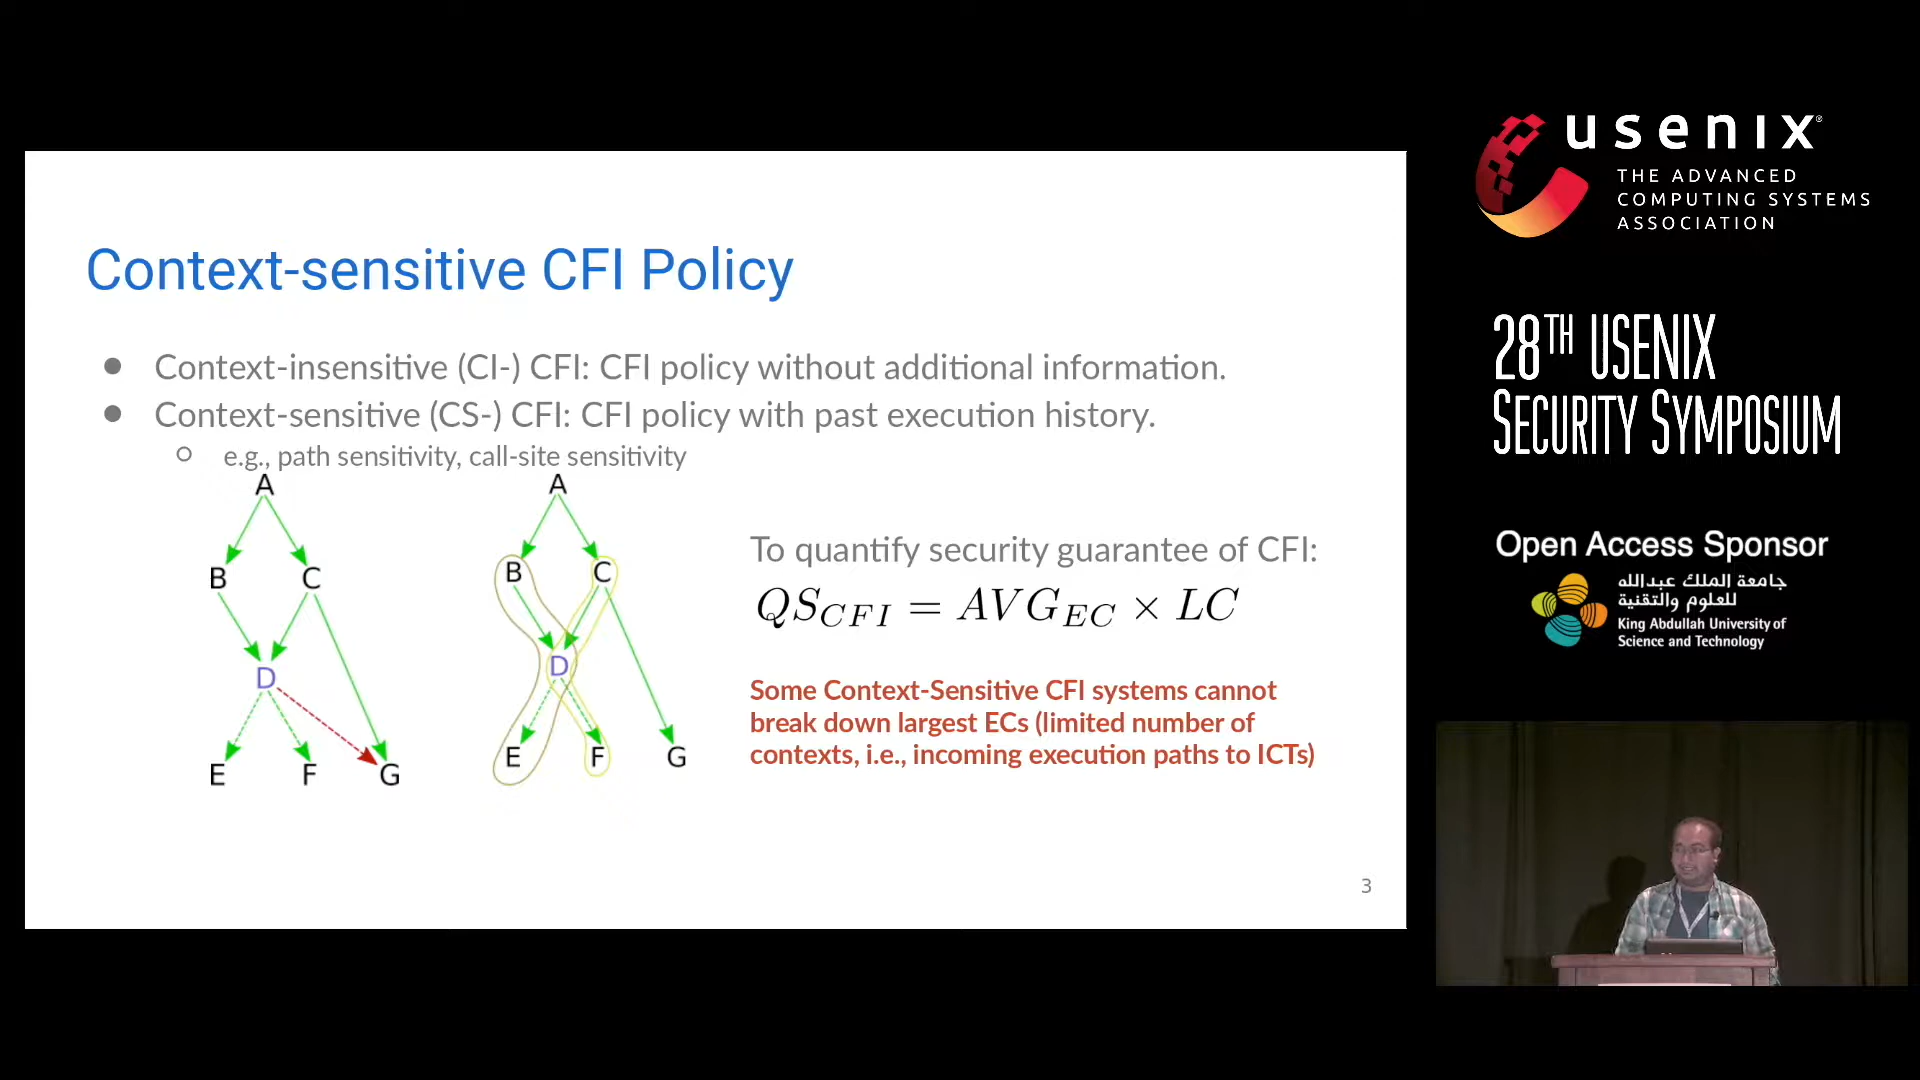 Context-sensitive CFI Policy
● Context-insensitive (CI-) CFI: CFI policy without additional information.
● Context-sensitive (CS-) CFI: CFI policy with past execution history.
○ e.g., path sensitivity, call-site sensitivity
A
B C
D
E F G
A
B C
D
E F G
To quantify security guarantee of CFI:
QS_{CFI} = AVG_{EC} × LC
Some Context-Sensitive CFI systems cannot
break down largest ECs (limited number of
contexts, i.e., incoming execution paths to ICTs)
3
usenix®
THE ADVANCED
COMPUTING SYSTEMS
ASSOCIATION
28TH USENIX
SECURITY SYMPOSIUM
Open Access Sponsor
جامعة الملك عبدالله
للعلوم والتقنية
King Abdullah University of
Science and Technology